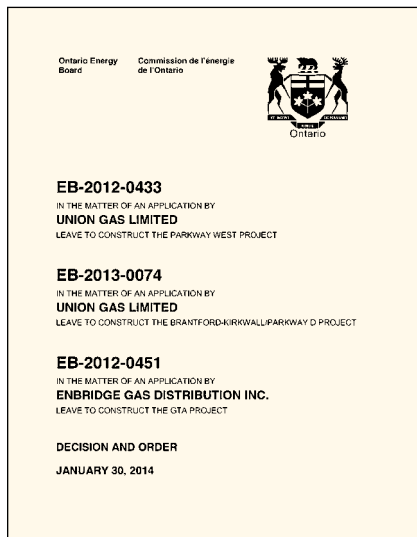 Ontario Energy Board
Commission de l'énergie de l'Ontario
Ontario
EB-2012-0433
IN THE MATTER OF AN APPLICATION BY
UNION GAS LIMITED
LEAVE TO CONSTRUCT THE PARKWAY WEST PROJECT
EB-2013-0074
IN THE MATTER OF AN APPLICATION BY
UNION GAS LIMITED
LEAVE TO CONSTRUCT THE BRANTFORD-KIRKWALL/PARKWAY D PROJECT
EB-2012-0451
IN THE MATTER OF AN APPLICATION BY
ENBRIDGE GAS DISTRIBUTION INC.
LEAVE TO CONSTRUCT THE GTA PROJECT
DECISION AND ORDER
JANUARY 30, 2014